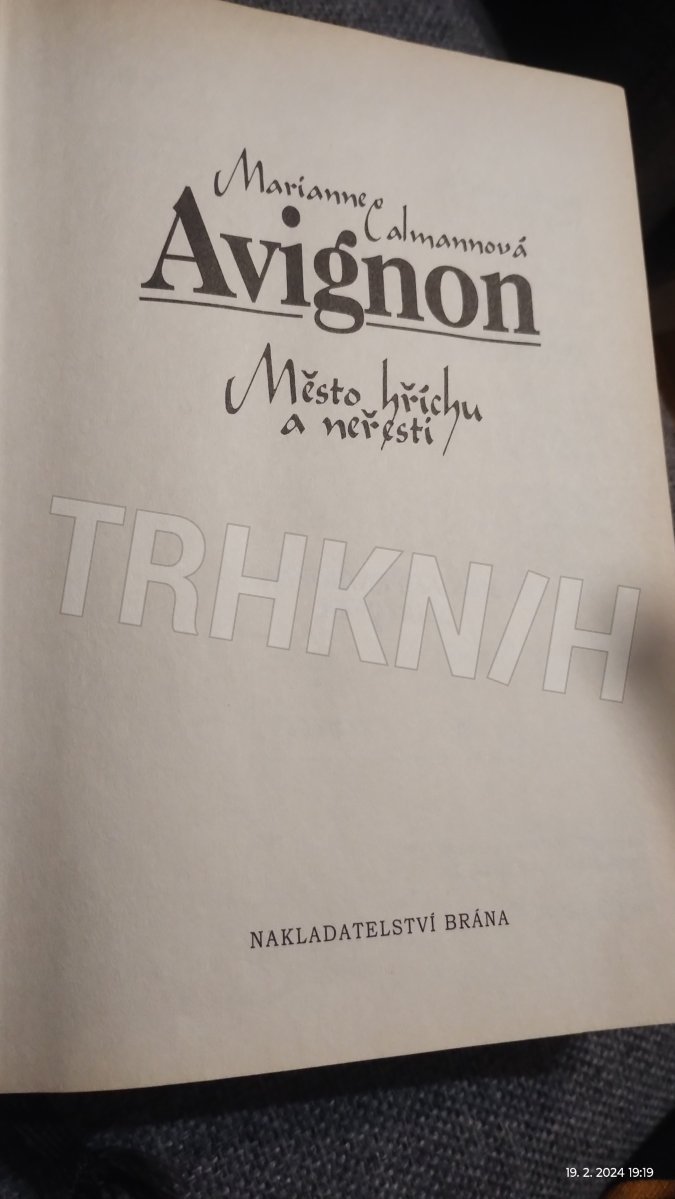 Marianne Calmannová
Avignon
Město hříchu
a neřesti
TRHKN/H
NAKLADATELSTVÍ BRÁNA
19. 2. 2024 19:19